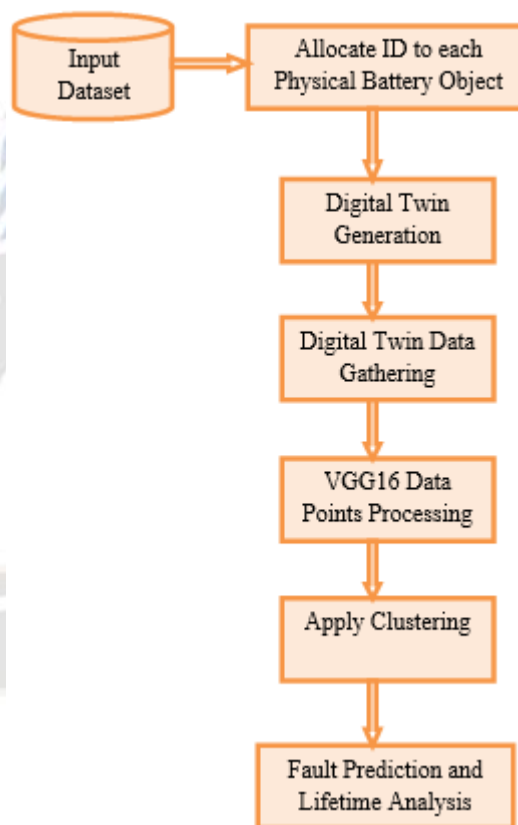 Input
Dataset
Allocate ID to each
Physical Battery Object
Digital Twin
Generation
Digital Twin Data
Gathering
VGG16 Data
Points Processing
Apply Clustering
Fault Prediction and
Lifetime Analysis